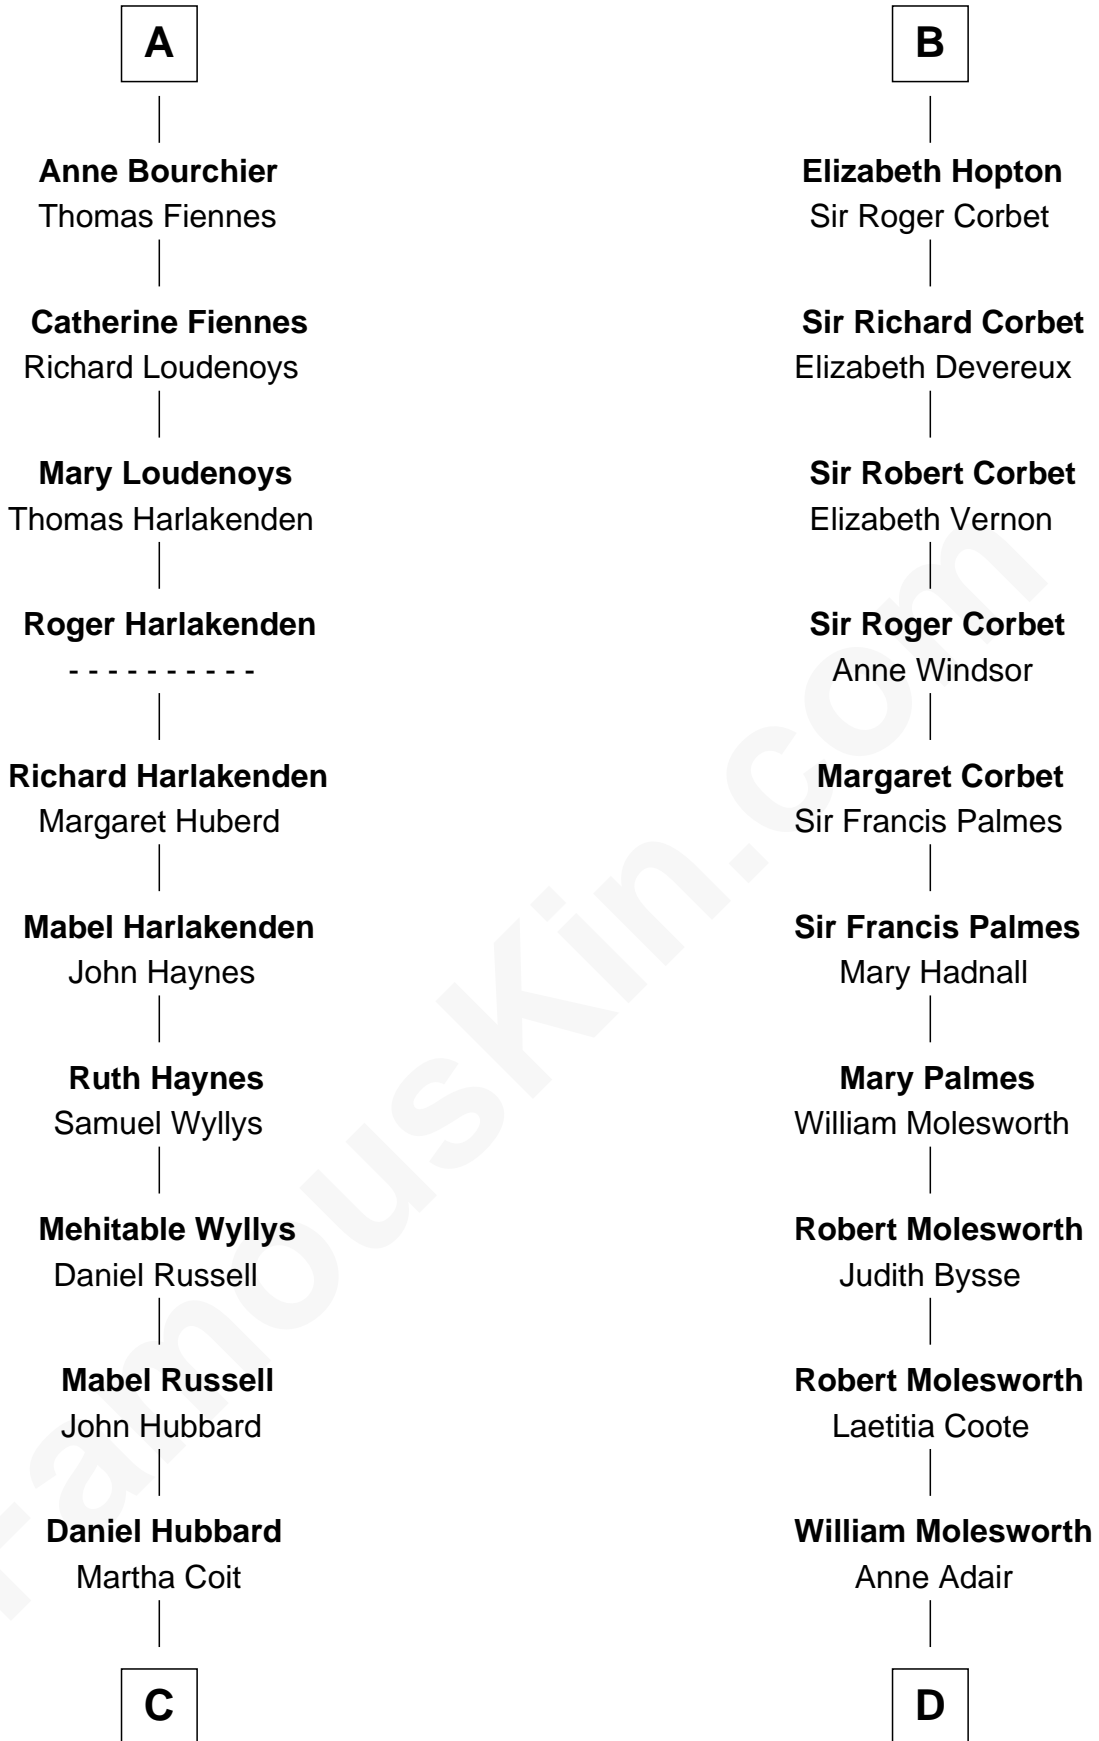 A
Anne Bourchier
Thomas Fiennes
Catherine Fiennes
Richard Loudenoys
Mary Loudenoys
Thomas Harlakenden
Roger Harlakenden
- - - - - - - - - -
Richard Harlakenden
Margaret Huberd
Mabel Harlakenden
John Haynes
Ruth Haynes
Samuel Wyllys
Mehitable Wyllys
Daniel Russell
Mabel Russell
John Hubbard
Daniel Hubbard
Martha Coit
C
B
Elizabeth Hopton
Sir Roger Corbet
Sir Richard Corbet
Elizabeth Devereux
Sir Robert Corbet
Elizabeth Vernon
Sir Roger Corbet
Anne Windsor
Margaret Corbet
Sir Francis Palmes
Sir Francis Palmes
Mary Hadnall
Mary Palmes
William Molesworth
Robert Molesworth
Judith Bysse
Robert Molesworth
Laetitia Coote
William Molesworth
Anne Adair
D
FamousKin.com